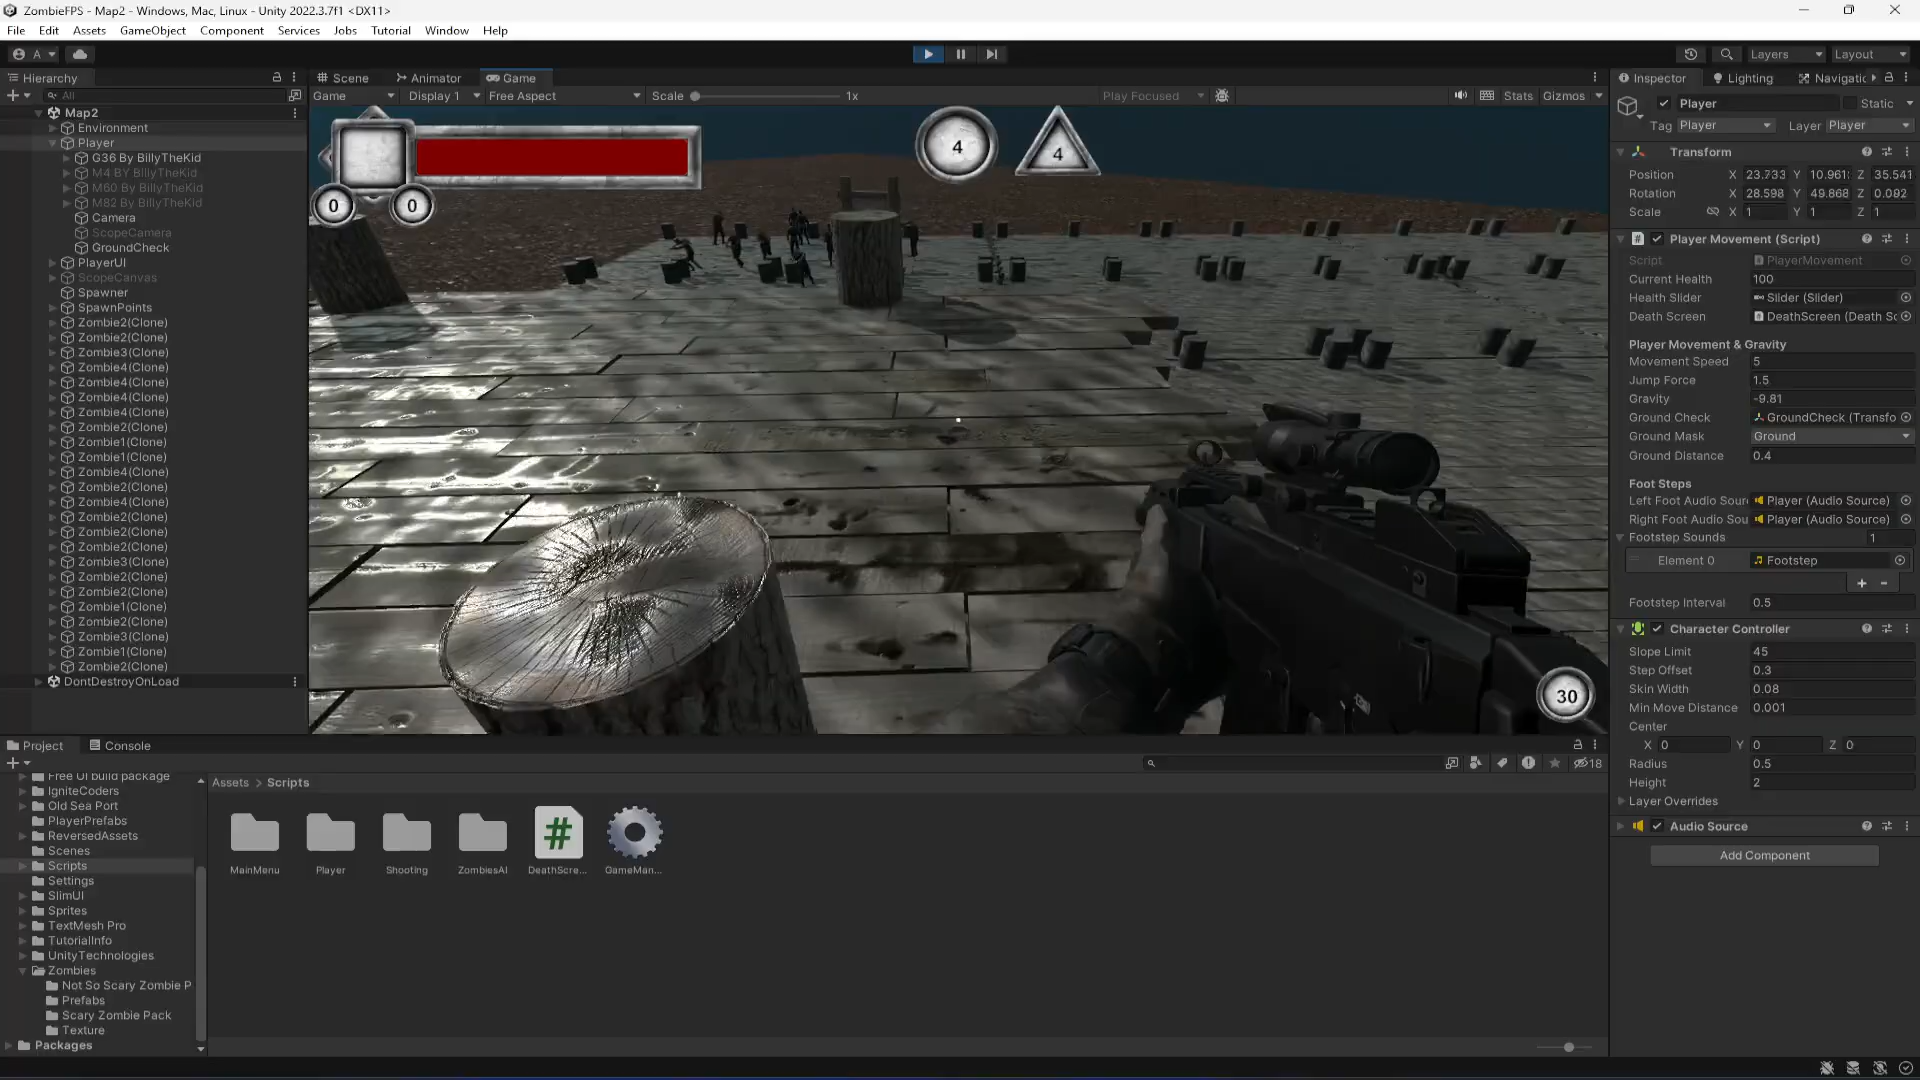 ZombieFPS - Map2 - Windows, Mac, Linux - Unity 2022.3.7f1 <DX11>
File Edit Assets GameObject Component Services Jobs Tutorial Window Help
A Layers Layout
Hierarchy
All
Map2
Environment
Player
G36 By BillyTheKid
M4 BY BillyTheKid
M60 By BillyTheKid
M82 By BillyTheKid
Camera
ScopeCamera
GroundCheck
PlayerUI
ScopeCanvas
Spawner
SpawnPoints
Zombie2(Clone)
Zombie2(Clone)
Zombie3(Clone)
Zombie4(Clone)
Zombie4(Clone)
Zombie4(Clone)
Zombie4(Clone)
Zombie2(Clone)
Zombie1(Clone)
Zombie1(Clone)
Zombie4(Clone)
Zombie2(Clone)
Zombie4(Clone)
Zombie2(Clone)
Zombie2(Clone)
Zombie2(Clone)
Zombie3(Clone)
Zombie2(Clone)
Zombie2(Clone)
Zombie1(Clone)
Zombie2(Clone)
Zombie3(Clone)
Zombie1(Clone)
Zombie2(Clone)
DontDestroyOnLoad
Scene Animator Game
Game Display 1 Free Aspect Scale 1x Play Focused Stats Gizmos
4 4
0 0
30
Inspector Lighting Navigatic
Player Static
Tag Player Layer Player
Transform
Position X 23.733 Y 10.961 Z 35.541
Rotation X 28.598 Y 49.868 Z 0.092
Scale X 1 Y 1 Z 1
Player Movement (Script)
Script PlayerMovement
Current Health 100
Health Slider Slider (Slider)
Death Screen DeathScreen (Death Sc
Player Movement & Gravity
Movement Speed 5
Jump Force 1.5
Gravity -9.81
Ground Check GroundCheck (Transfo
Ground Mask Ground
Ground Distance 0.4
Foot Steps
Left Foot Audio Sour Player (Audio Source)
Right Foot Audio Sou Player (Audio Source)
Footstep Sounds 1
Element 0 Footstep
+ -
Footstep Interval 0.5
Character Controller
Slope Limit 45
Step Offset 0.3
Skin Width 0.08
Min Move Distance 0.001
Center
X 0 Y 0 Z 0
Radius 0.5
Height 2
Layer Overrides
Audio Source
Add Component
Project Console
18
Free UI build package
IgniteCoders
Old Sea Port
PlayerPrefabs
ReversedAssets
Scenes
Scripts
Settings
SlimUI
Sprites
TextMesh Pro
TutorialInfo
UnityTechnologies
Zombies
Not So Scary Zombie P
Prefabs
Scary Zombie Pack
Texture
Packages
Assets > Scripts
#
MainMenu Player Shooting ZombiesAI DeathScre... GameMan...